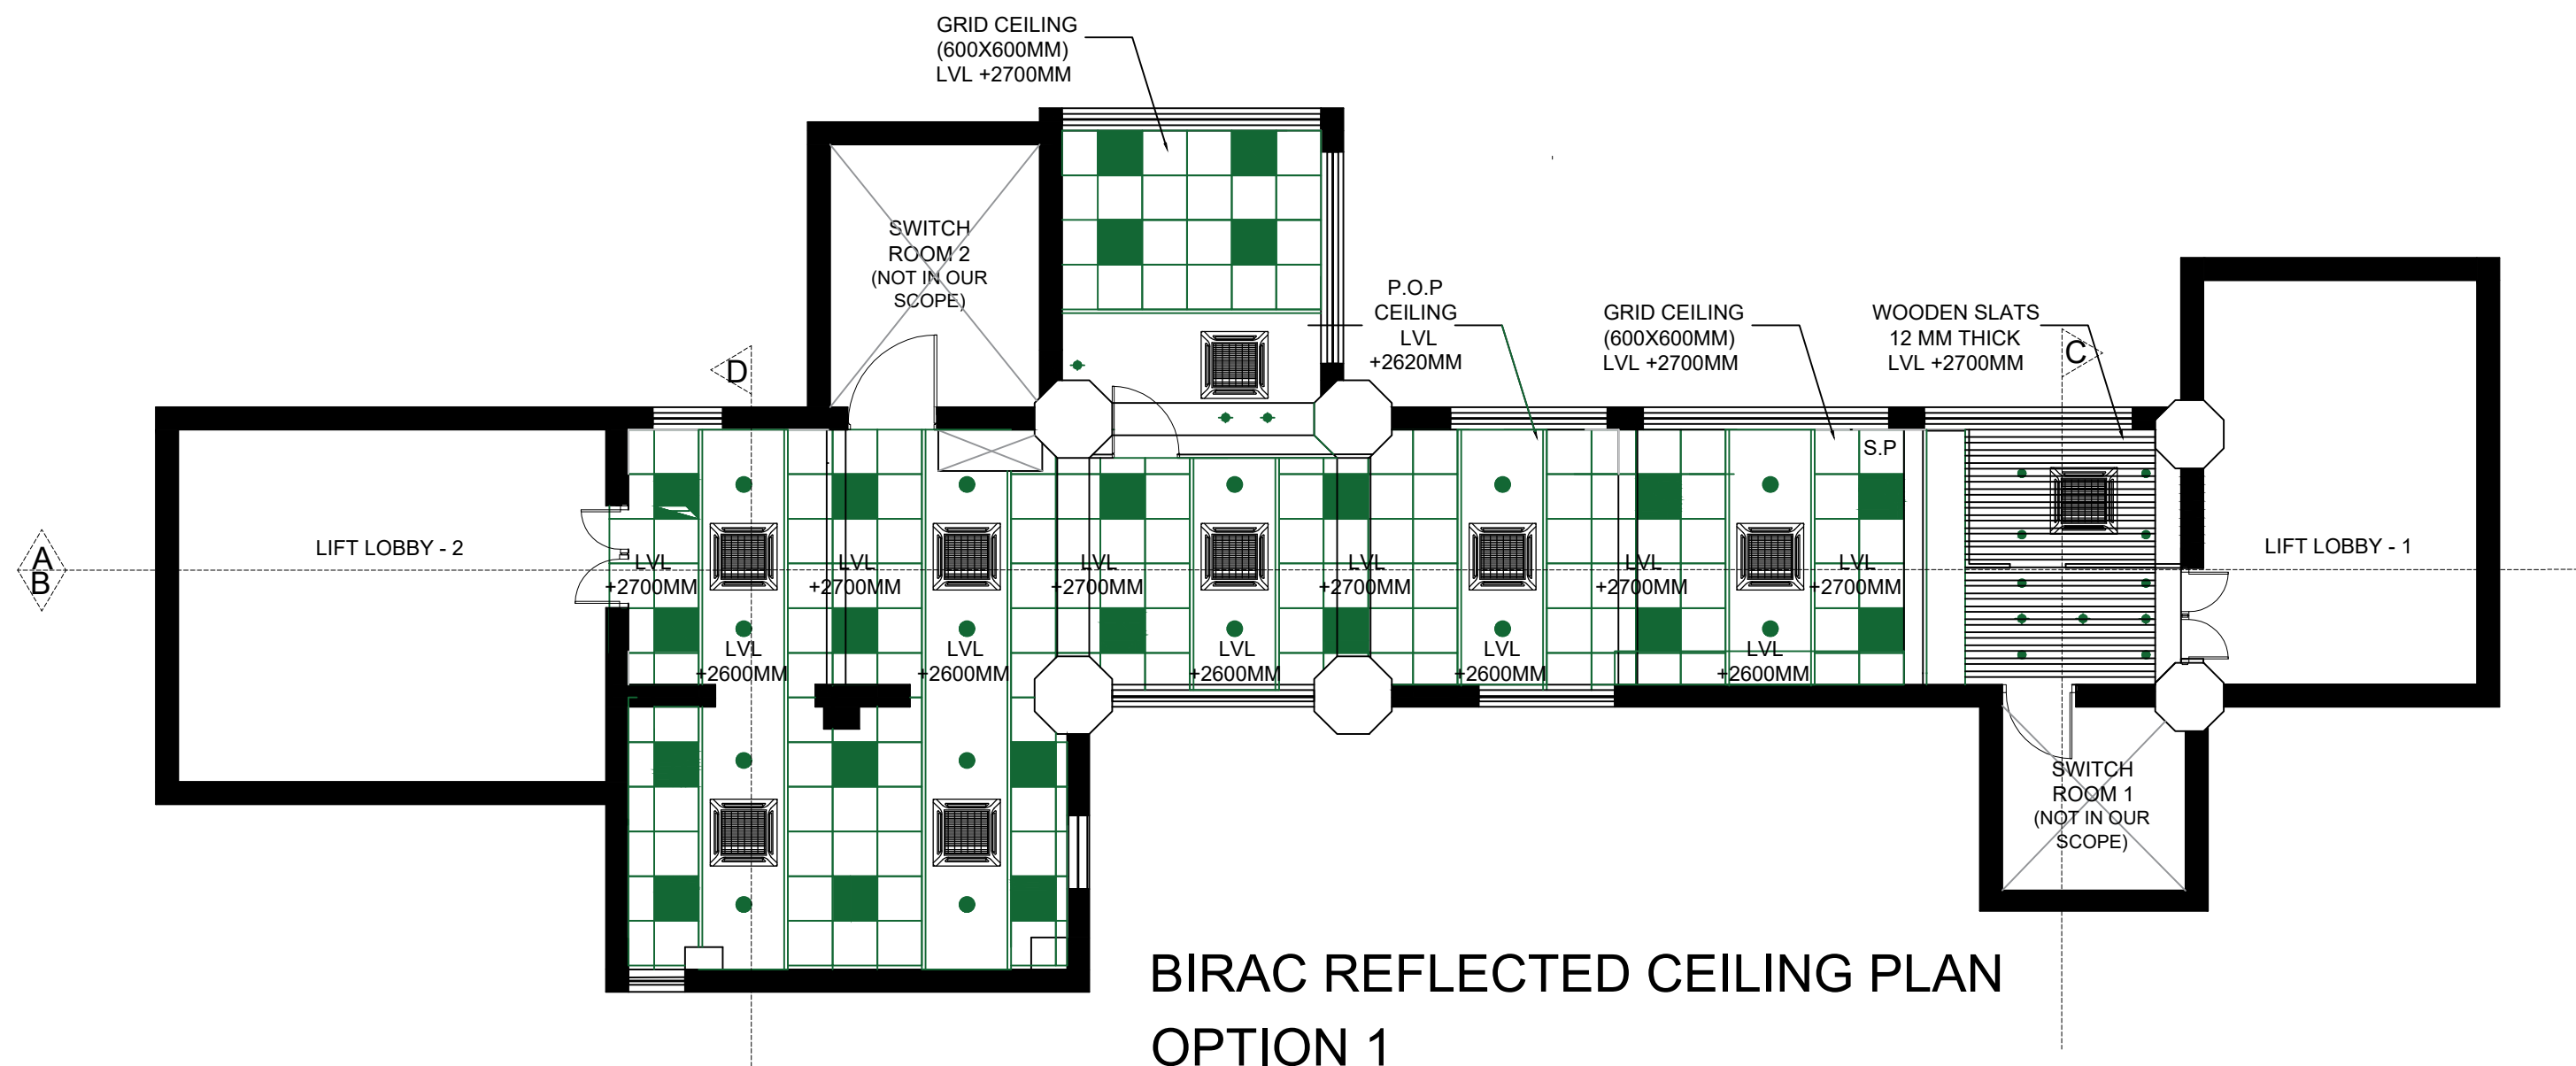 GRID CEILING
(600X600MM)
LVL +2700MM
SWITCH
ROOM 2
(NOT IN OUR
SCOPE)
P.O.P
CEILING
LVL
+2620MM
GRID CEILING
(600X600MM)
LVL +2700MM
WOODEN SLATS
12 MM THICK
LVL +2700MM
D
C
S.P
A
B
LIFT LOBBY - 2
LIFT LOBBY - 1
LVL
+2700MM
LVL
+2700MM
LVL
+2700MM
LVL
+2700MM
LVL
+2700MM
LVL
+2700MM
LVL
+2600MM
LVL
+2600MM
LVL
+2600MM
LVL
+2600MM
LVL
+2600MM
SWITCH
ROOM 1
(NOT IN OUR
SCOPE)
BIRAC REFLECTED CEILING PLAN
OPTION 1